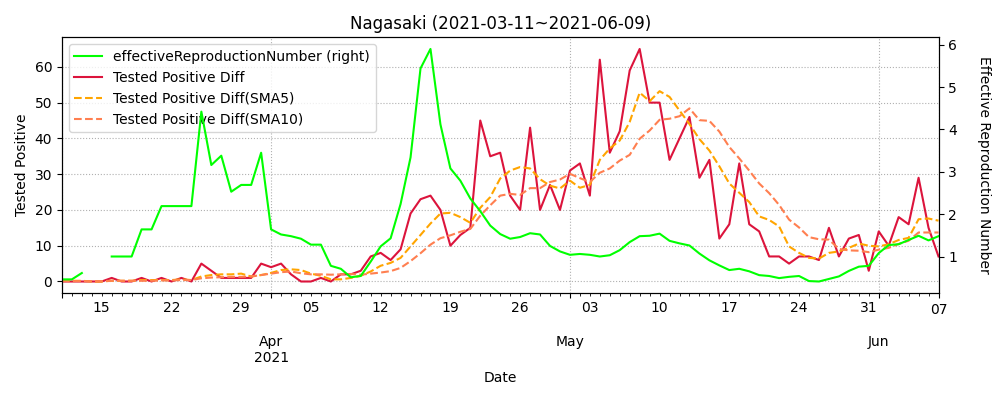 Nagasaki (2021-03-11~2021-06-09)
effectiveReproductionNumber (right)
Tested Positive Diff
Tested Positive Diff(SMA5)
Tested Positive Diff(SMA10)
Tested Positive
60
50
40
30
20
10
0
6
5
4
3
2
1
Effective Reproduction Number
15 22 29 05 12 19 26 03 10 17 24 31 07
Apr May Jun
2021
Date